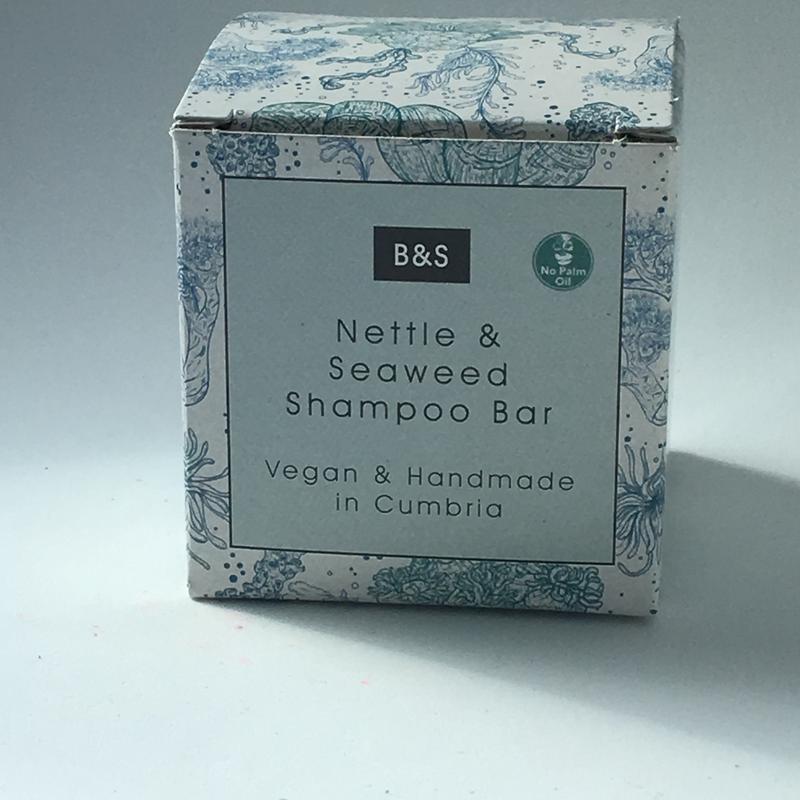 B&S
No Palm
Oil
Nettle &
Seaweed
Shampoo Bar
Vegan & Handmade
in Cumbria